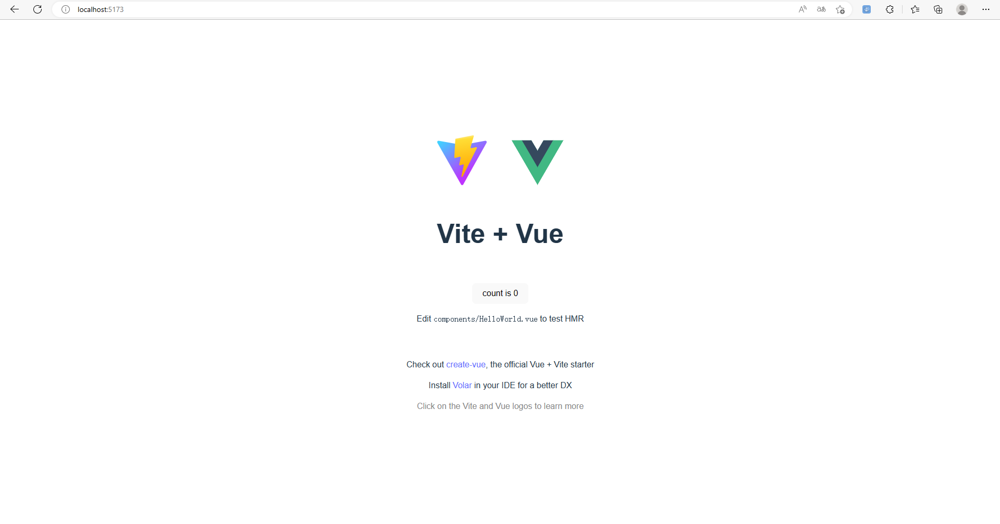 localhost:5173
Vite + Vue
count is 0
Edit components/HelloWorld.vue to test HMR
Check out create-vue, the official Vue + Vite starter
Install Volar in your IDE for a better DX
Click on the Vite and Vue logos to learn more